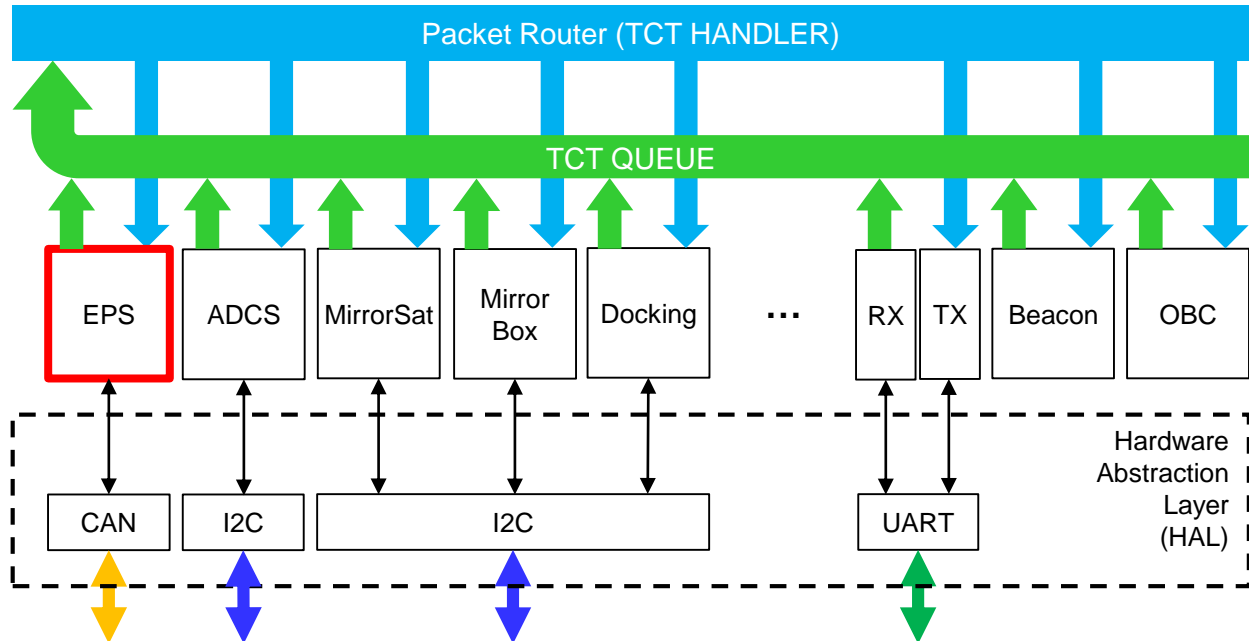 Packet Router (TCT HANDLER)
TCT QUEUE
EPS
ADCS
MirrorSat
Mirror
Box
Docking
...
RX
TX
Beacon
OBC
Hardware
Abstraction
Layer
(HAL)
CAN
I2C
I2C
UART